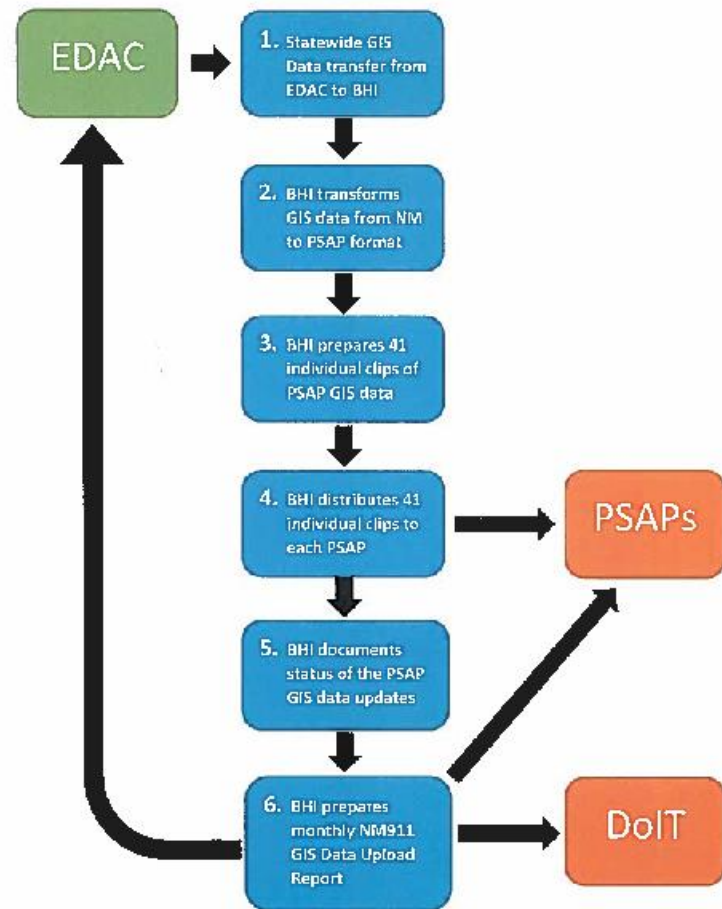 EDAC
1. Statewide GIS
Data transfer from
EDAC to BHI
2. BHI transforms
GIS data from NM
to PSAP format
3. BHI prepares 41
individual clips of
PSAP GIS data
4. BHI distributes 41
individual clips to
each PSAP
PSAPs
5. BHI documents
status of the PSAP
GIS data updates
6. BHI prepares
monthly NM911
GIS Data Upload
Report
DoIT